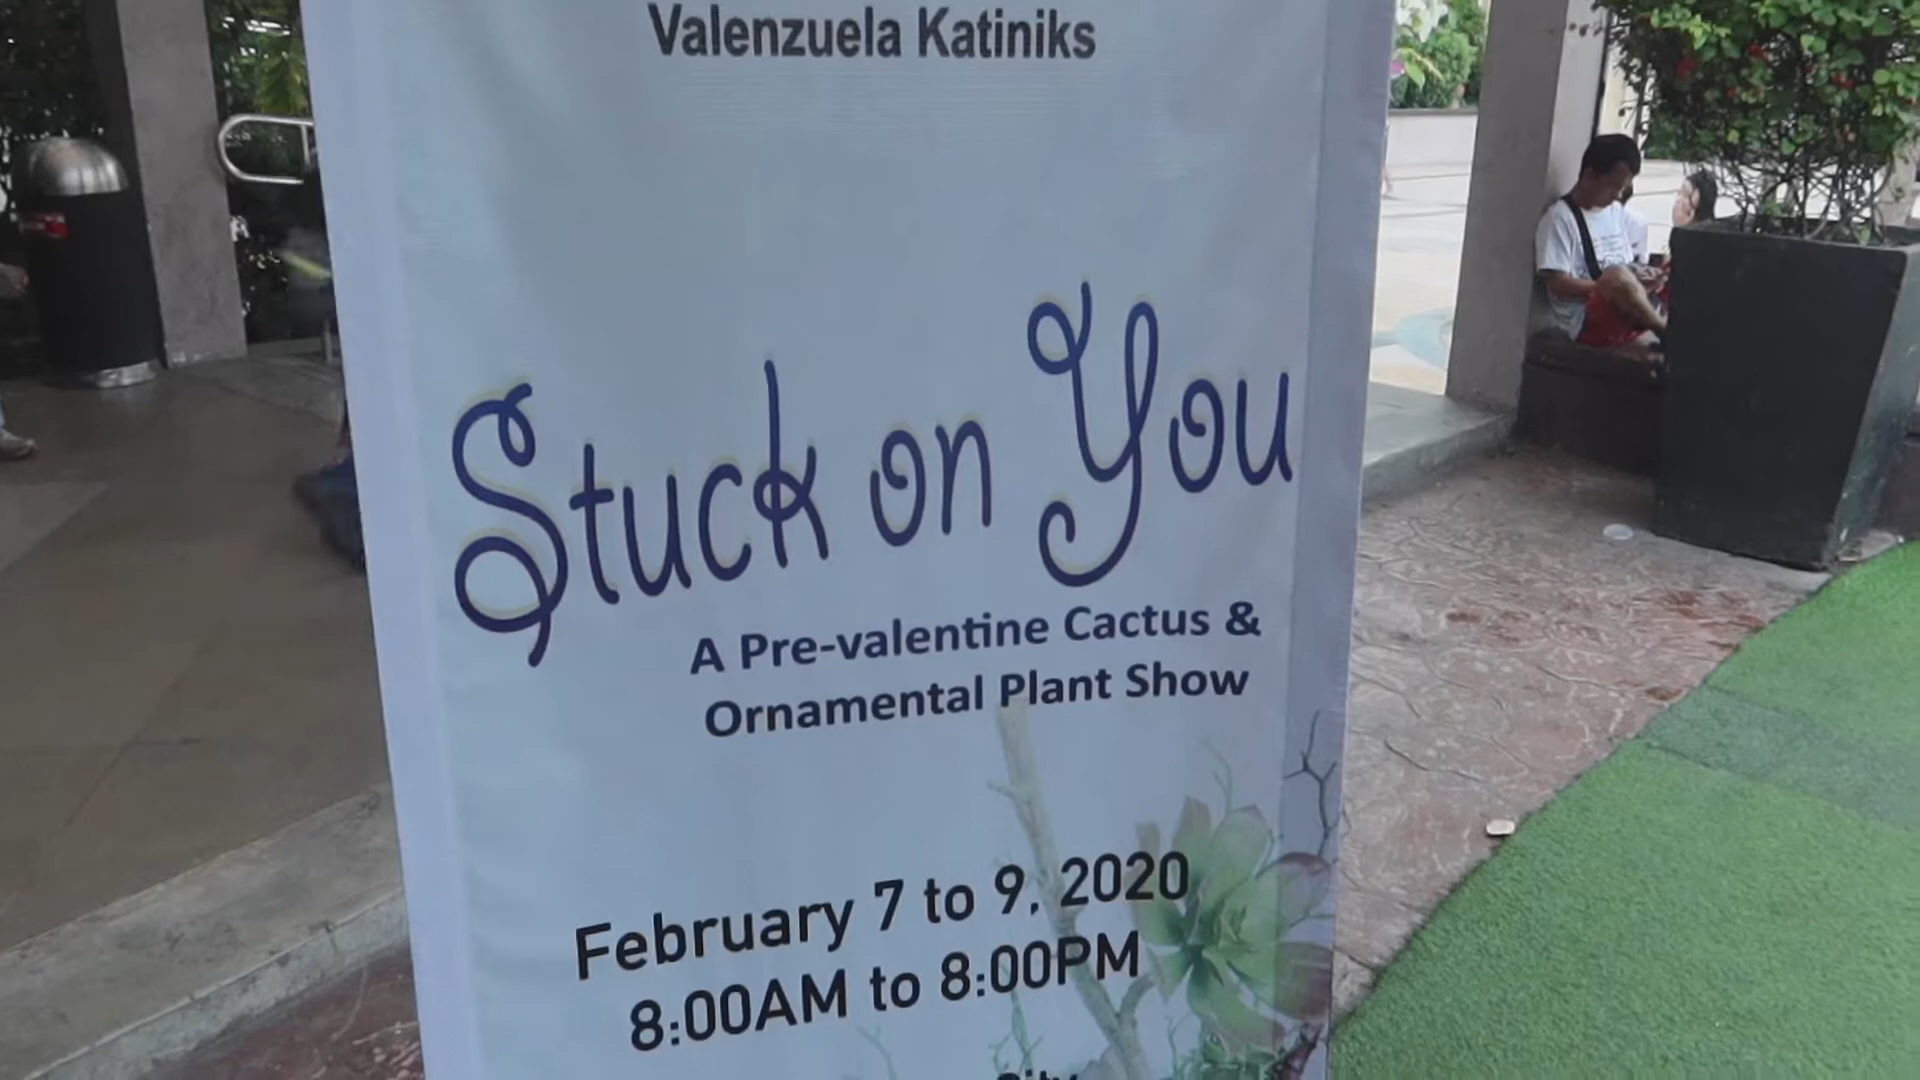 Valenzuela Katiniks
Stuck on You
A Pre-valentine Cactus &
Ornamental Plant Show
February 7 to 9, 2020
8:00AM to 8:00PM